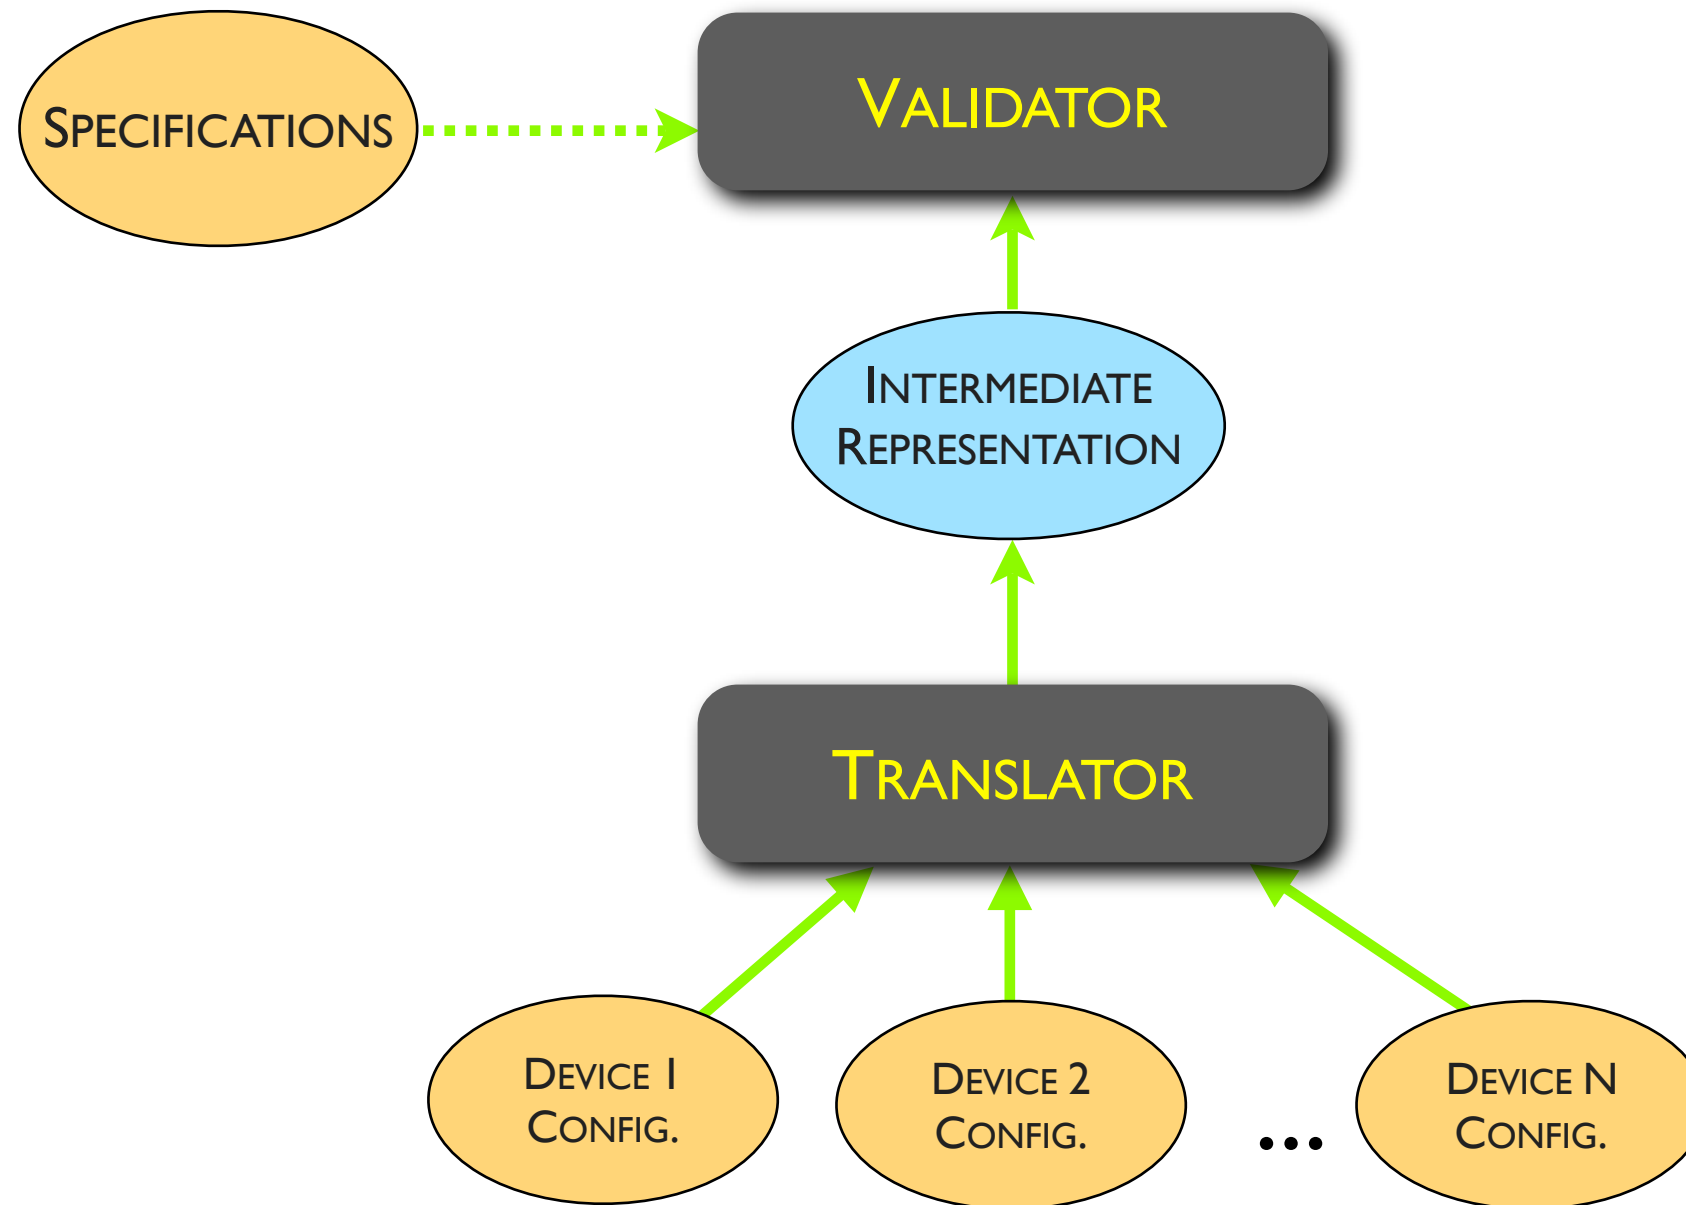 SPECIFICATIONS
VALIDATOR
INTERMEDIATE
REPRESENTATION
TRANSLATOR
DEVICE 1
CONFIG.
DEVICE 2
CONFIG.
...
DEVICE N
CONFIG.